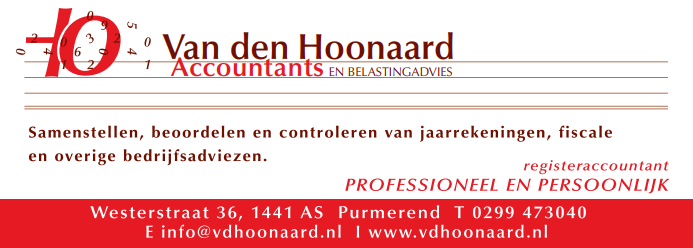 Van den Hoonaard
Accountants EN BELASTINGADVIES
Samenstellen, beoordelen en controleren van jaarrekeningen, fiscale
en overige bedrijfsadviezen.
registeraccountant
PROFESSIONEEL EN PERSOONLIJK
Westerstraat 36, 1441 AS Purmerend T 0299 473040
E info@vdhoonaard.nl I www.vdhoonaard.nl